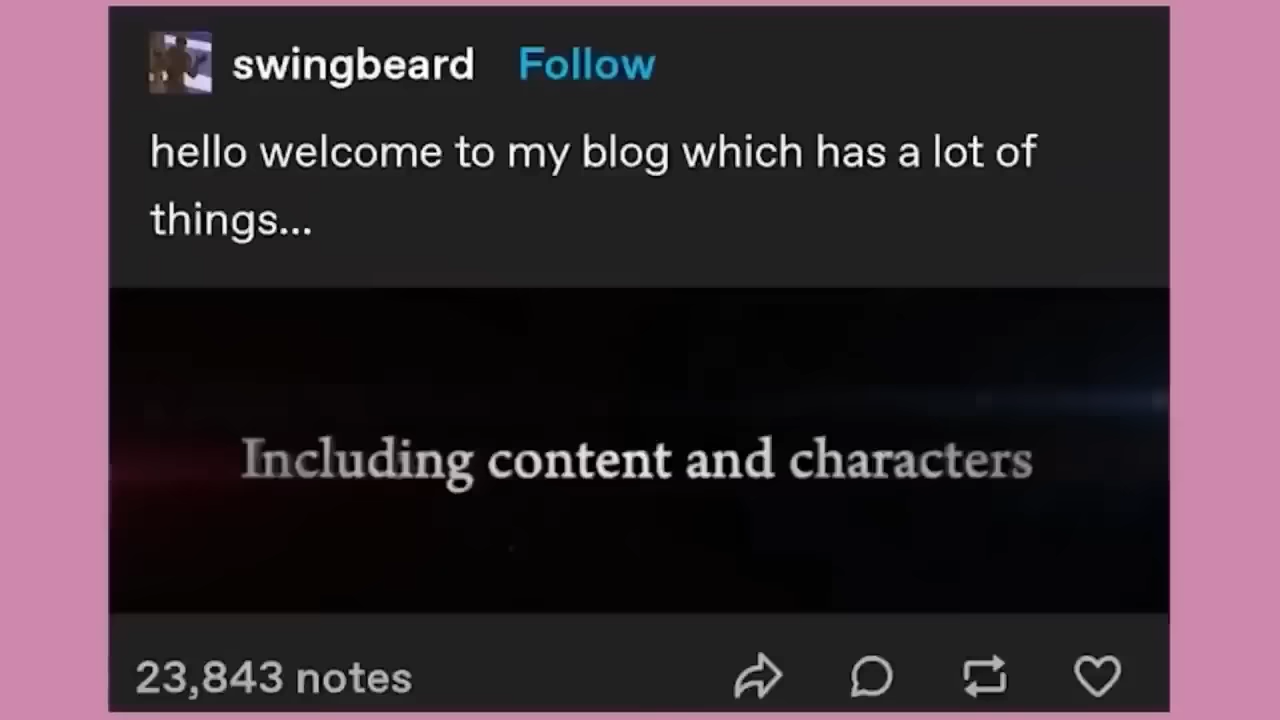 swingbeard Follow
hello welcome to my blog which has a lot of
things...
Including content and characters
23,843 notes